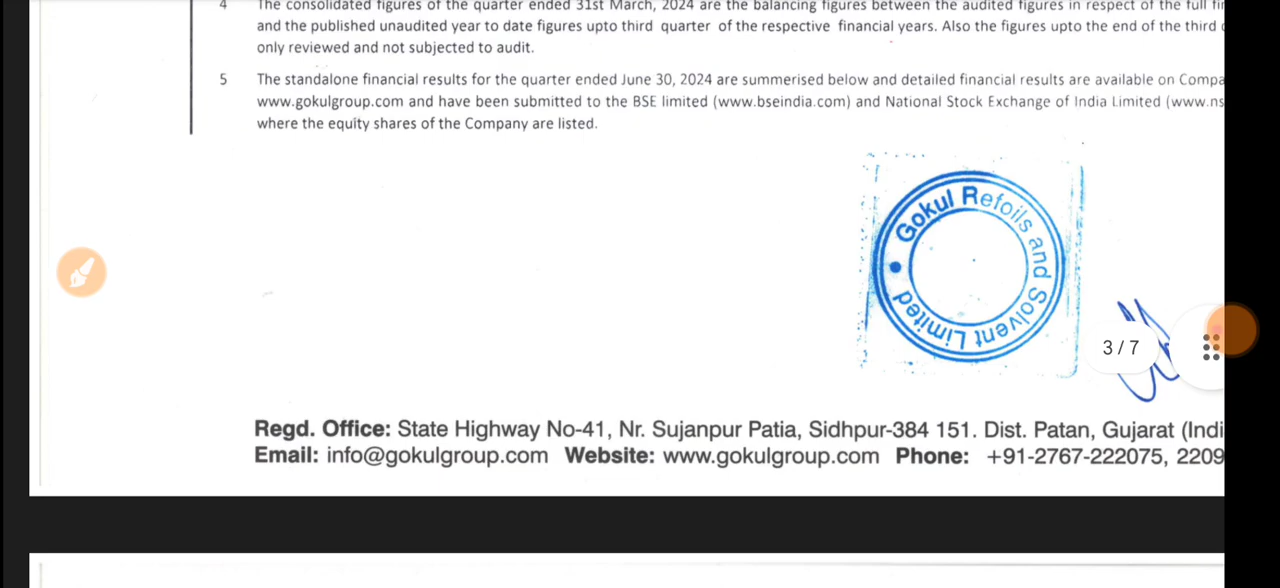 4 The consolidated figures of the quarter ended 31st March, 2024 are the balancing figures between the audited figures in respect of the full
and the published unaudited year to date figures upto third quarter of the respective financial years. Also the figures upto the end of the third
only reviewed and not subjected to audit.
5 The standalone financial results for the quarter ended June 30, 2024 are summerised below and detailed financial results are available on Compa
www.gokulgroup.com and have been submitted to the BSE limited (www.bseindia.com) and National Stock Exchange of India Limited (www.ns
where the equity shares of the Company are listed.
Gokul Refoils and Solvent Limited
3 / 7
Regd. Office: State Highway No-41, Nr. Sujanpur Patia, Sidhpur-384 151. Dist. Patan, Gujarat (Indi
Email: info@gokulgroup.com Website: www.gokulgroup.com Phone: +91-2767-222075, 2209